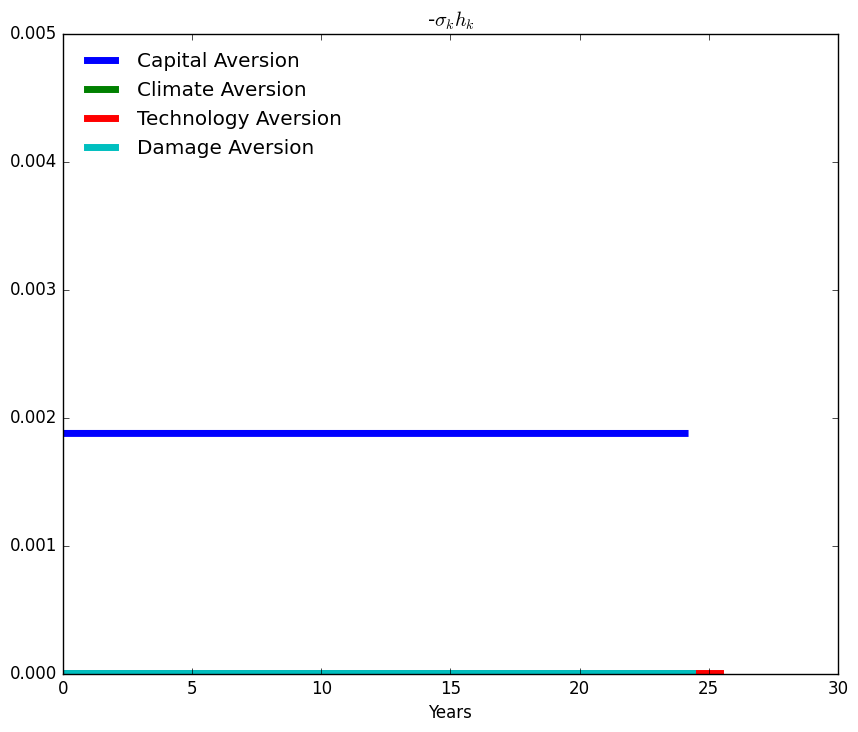 -σₖhₖ
0.005
0.004
0.003
0.002
0.001
0.000
Capital Aversion
Climate Aversion
Technology Aversion
Damage Aversion
0 5 10 15 20 25 30
Years